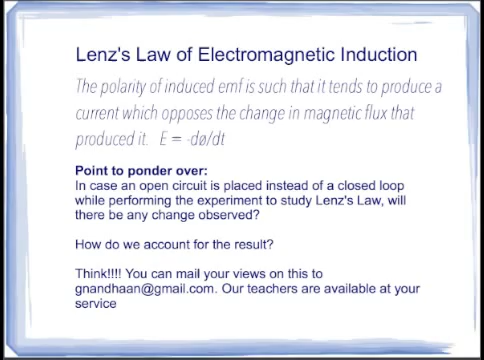 Lenz's Law of Electromagnetic Induction
The polarity of induced emf is such that it tends to produce a
current which opposes the change in magnetic flux that
produced it. E = -dø/dt
Point to ponder over:
In case an open circuit is placed instead of a closed loop
while performing the experiment to study Lenz's Law, will
there be any change observed?
How do we account for the result?
Think!!!! You can mail your views on this to
gnandhaan@gmail.com. Our teachers are available at your
service